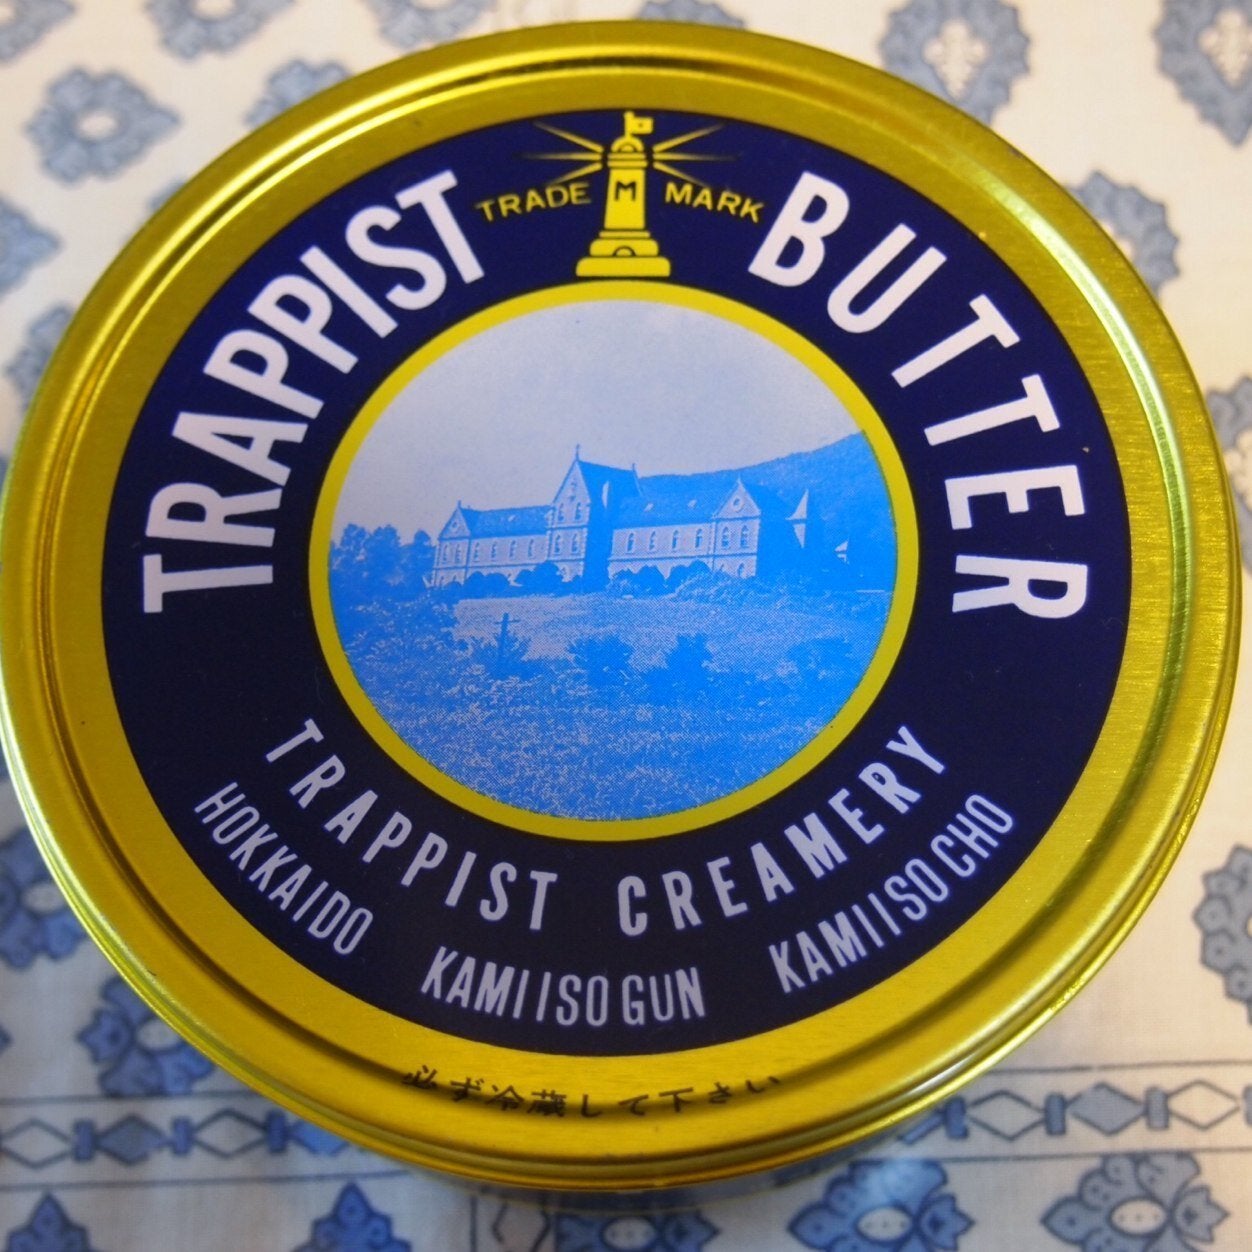 TRADE MARK
M
TRAPPIST BUTTER
TRAPPIST CREAMERY
HOKKAIDO KAMIISO GUN KAMIISO CHO
必ず冷蔵して下さい